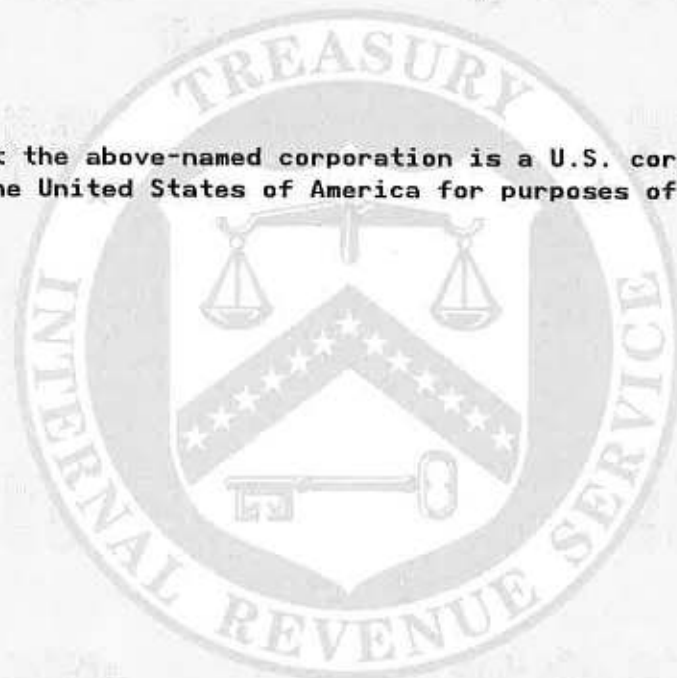 TREASURY
t the above-named corporation is a U.S. cor
he United States of America for purposes of
INTERNAL REVENUE SERVICE